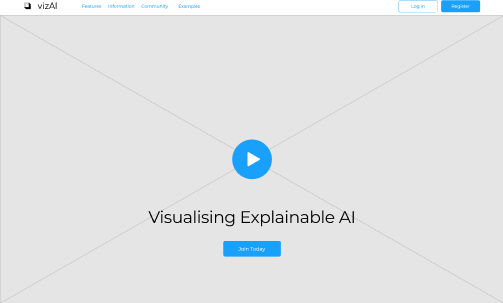 vizAI
Features Information Community Examples
Log in Register
Visualising Explainable AI
Join Today